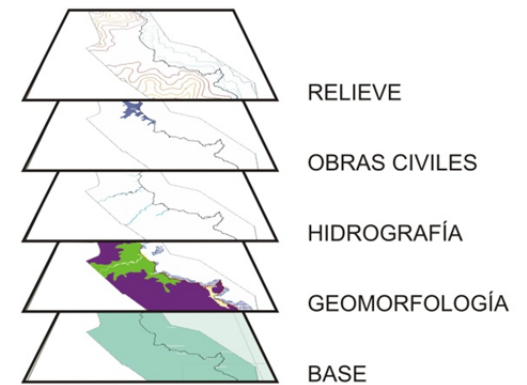 RELIEVE
OBRAS CIVILES
HIDROGRAFÍA
GEOMORFOLOGÍA
BASE